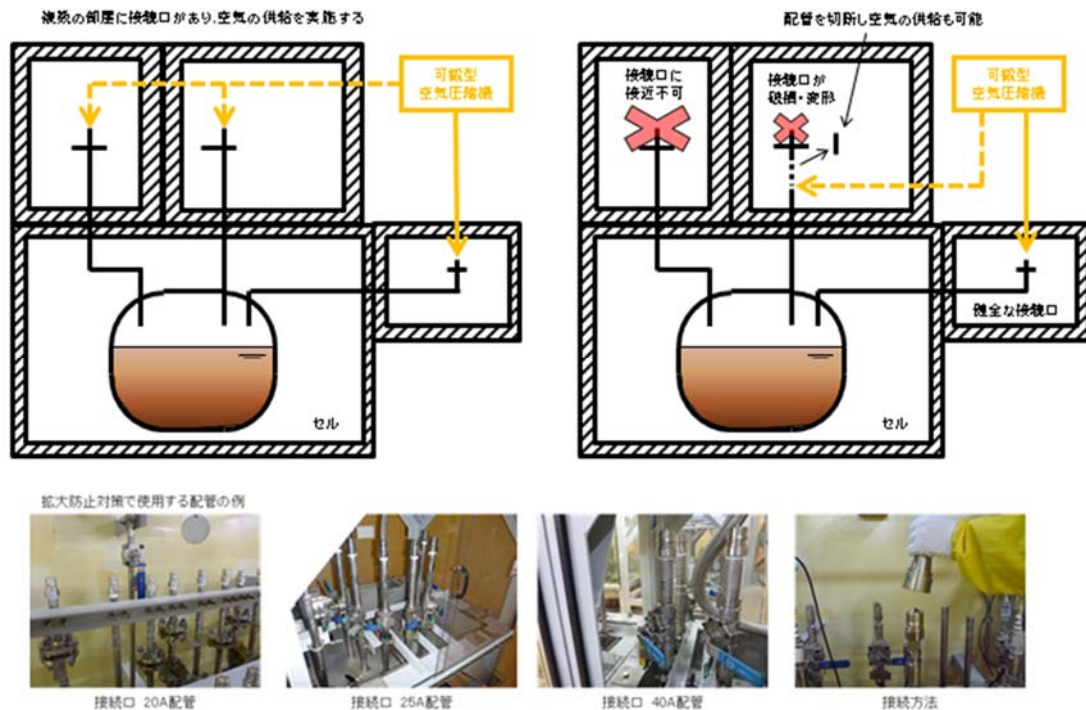 複数の部屋に接続口があり、空気の供給を実施する
可搬型
空気圧縮機
セル
配管を切断し空気の供給も可能
接続口に
接近不可
接続口が
破損・変形
可搬型
空気圧縮機
健全な接続口
セル
拡大防止対策で使用する配管の例
接続口 20A配管
接続口 25A配管
接続口 40A配管
接続方法